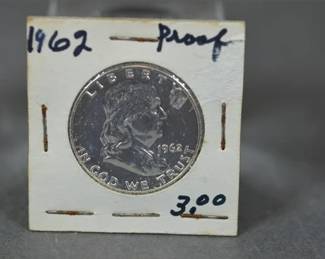 1962 Proof
LIBERTY
1962
IN GOD WE TRUST
3.00